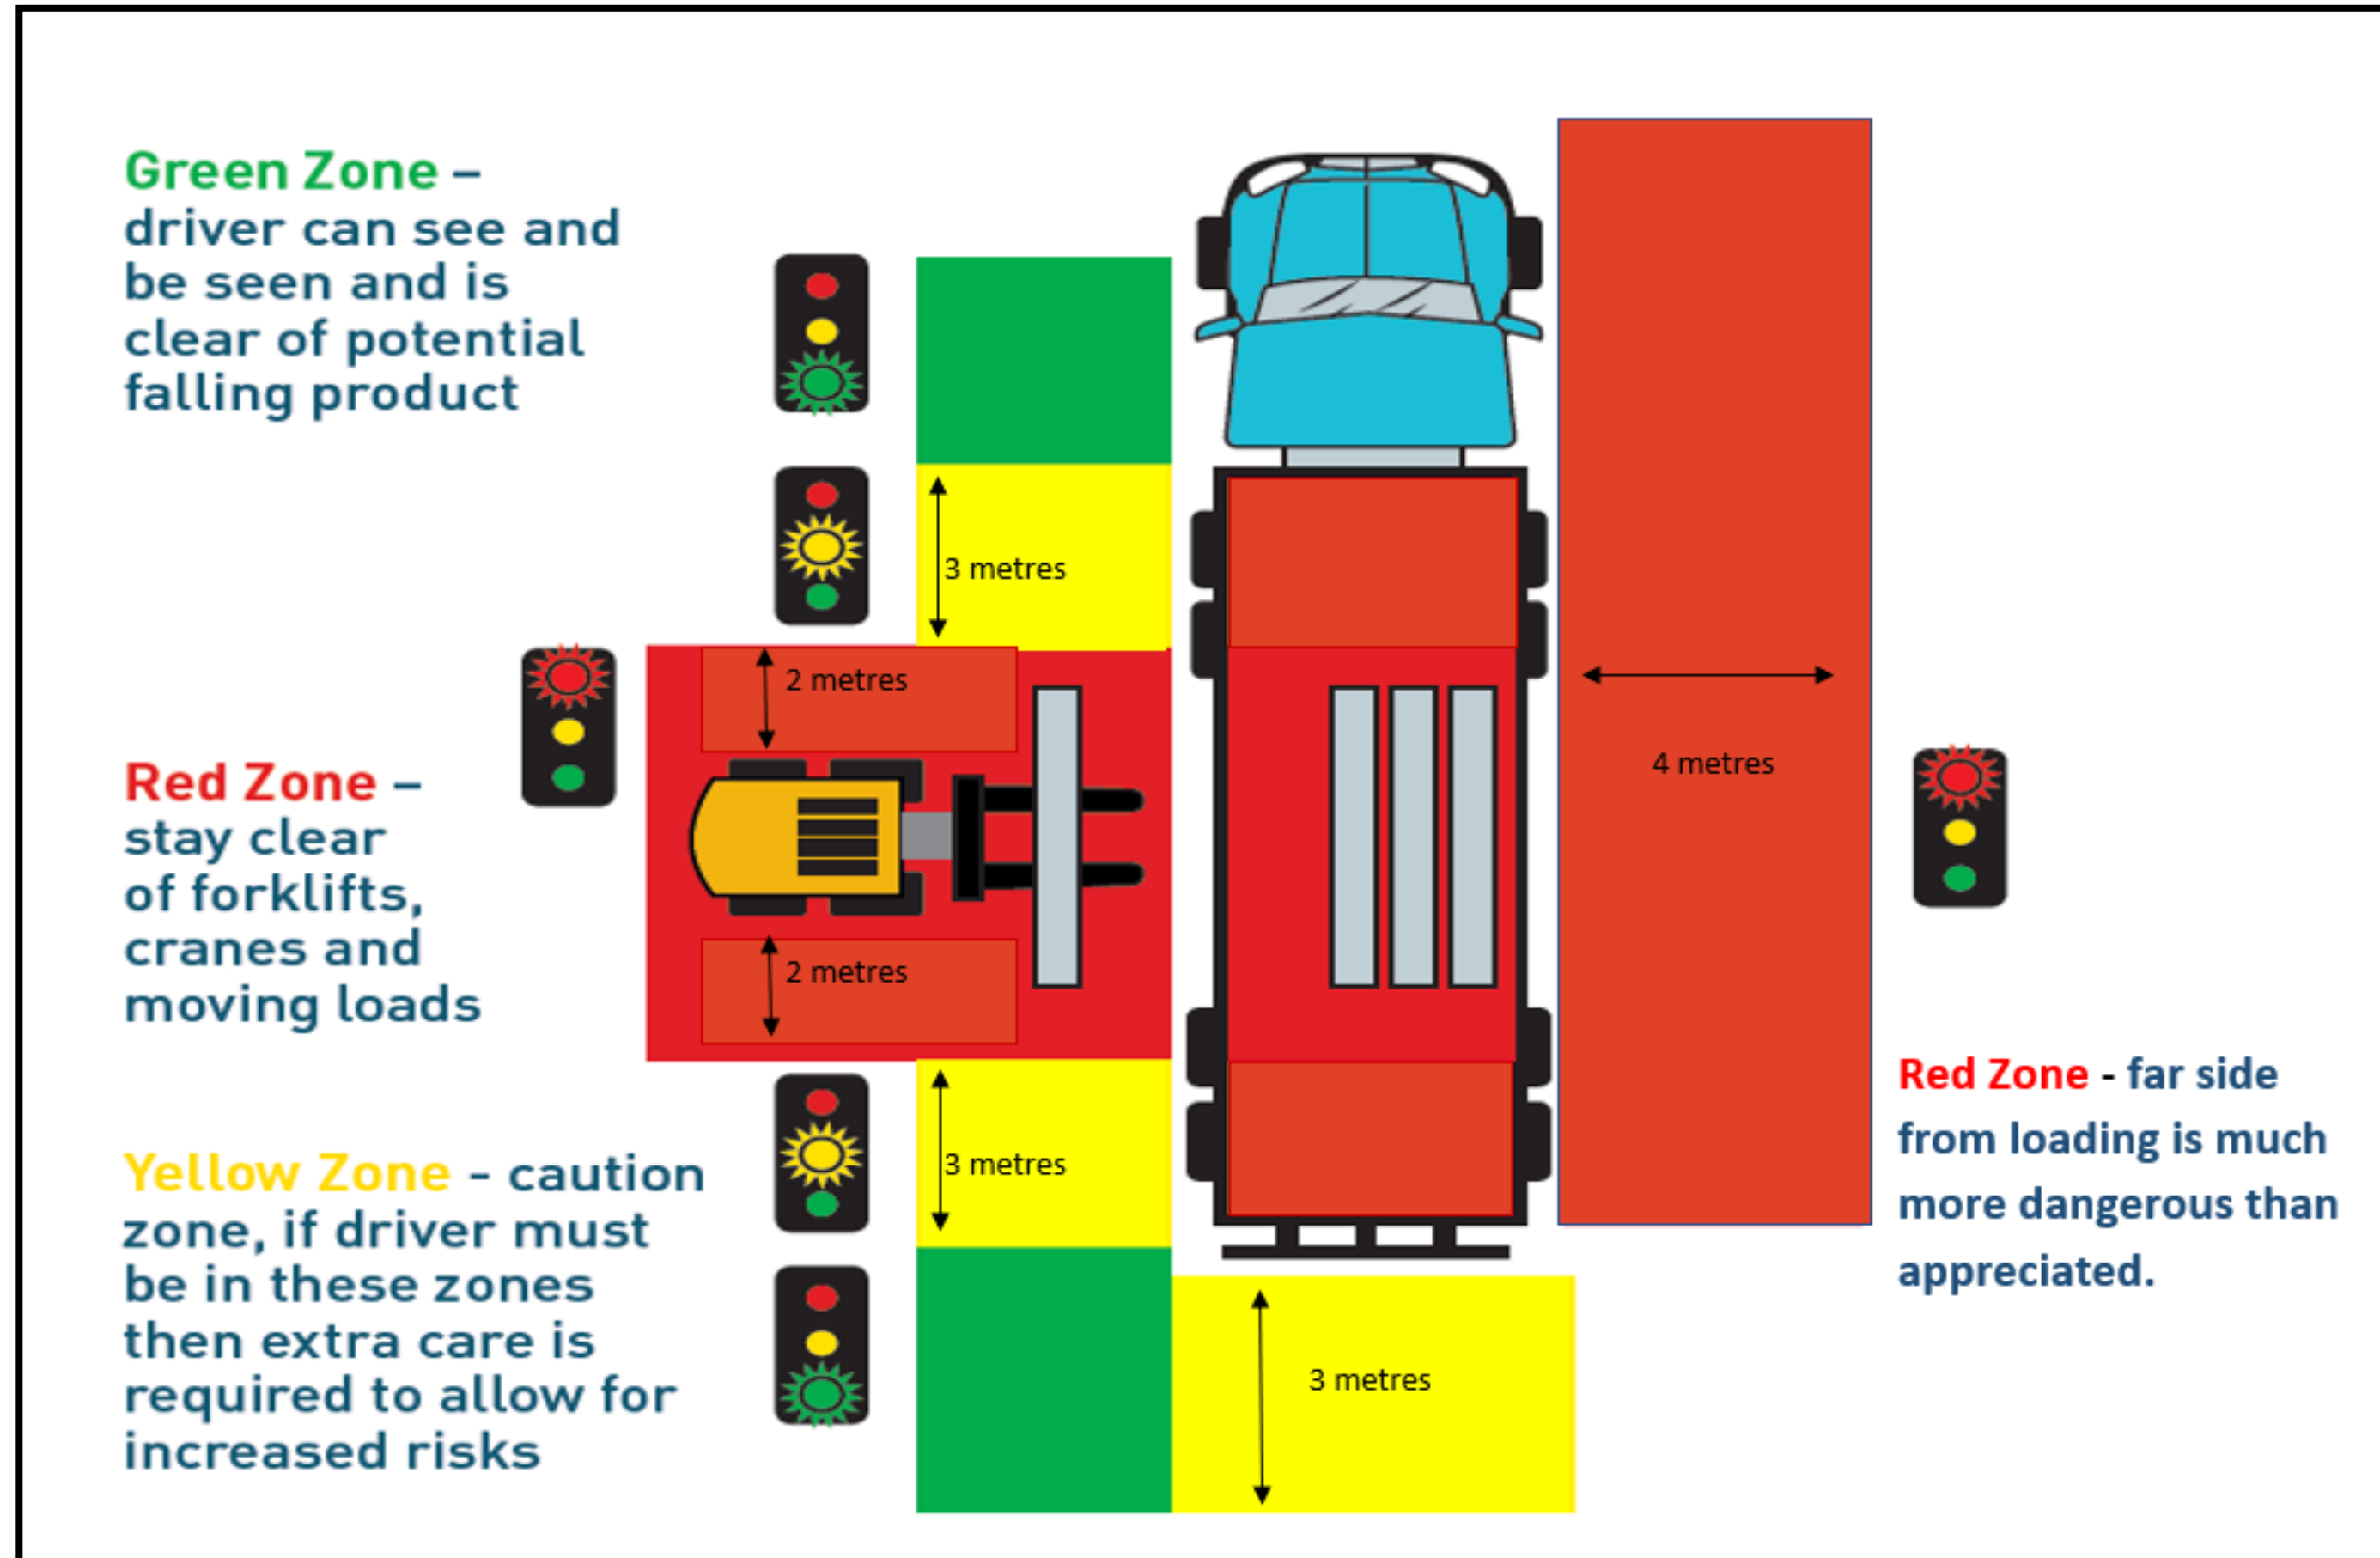 Green Zone –
driver can see and
be seen and is
clear of potential
falling product
3 metres
2 metres
4 metres
Red Zone –
stay clear
of forklifts,
cranes and
moving loads
2 metres
Red Zone - far side
from loading is much
more dangerous than
appreciated.
3 metres
Yellow Zone - caution
zone, if driver must
be in these zones
then extra care is
required to allow for
increased risks
3 metres